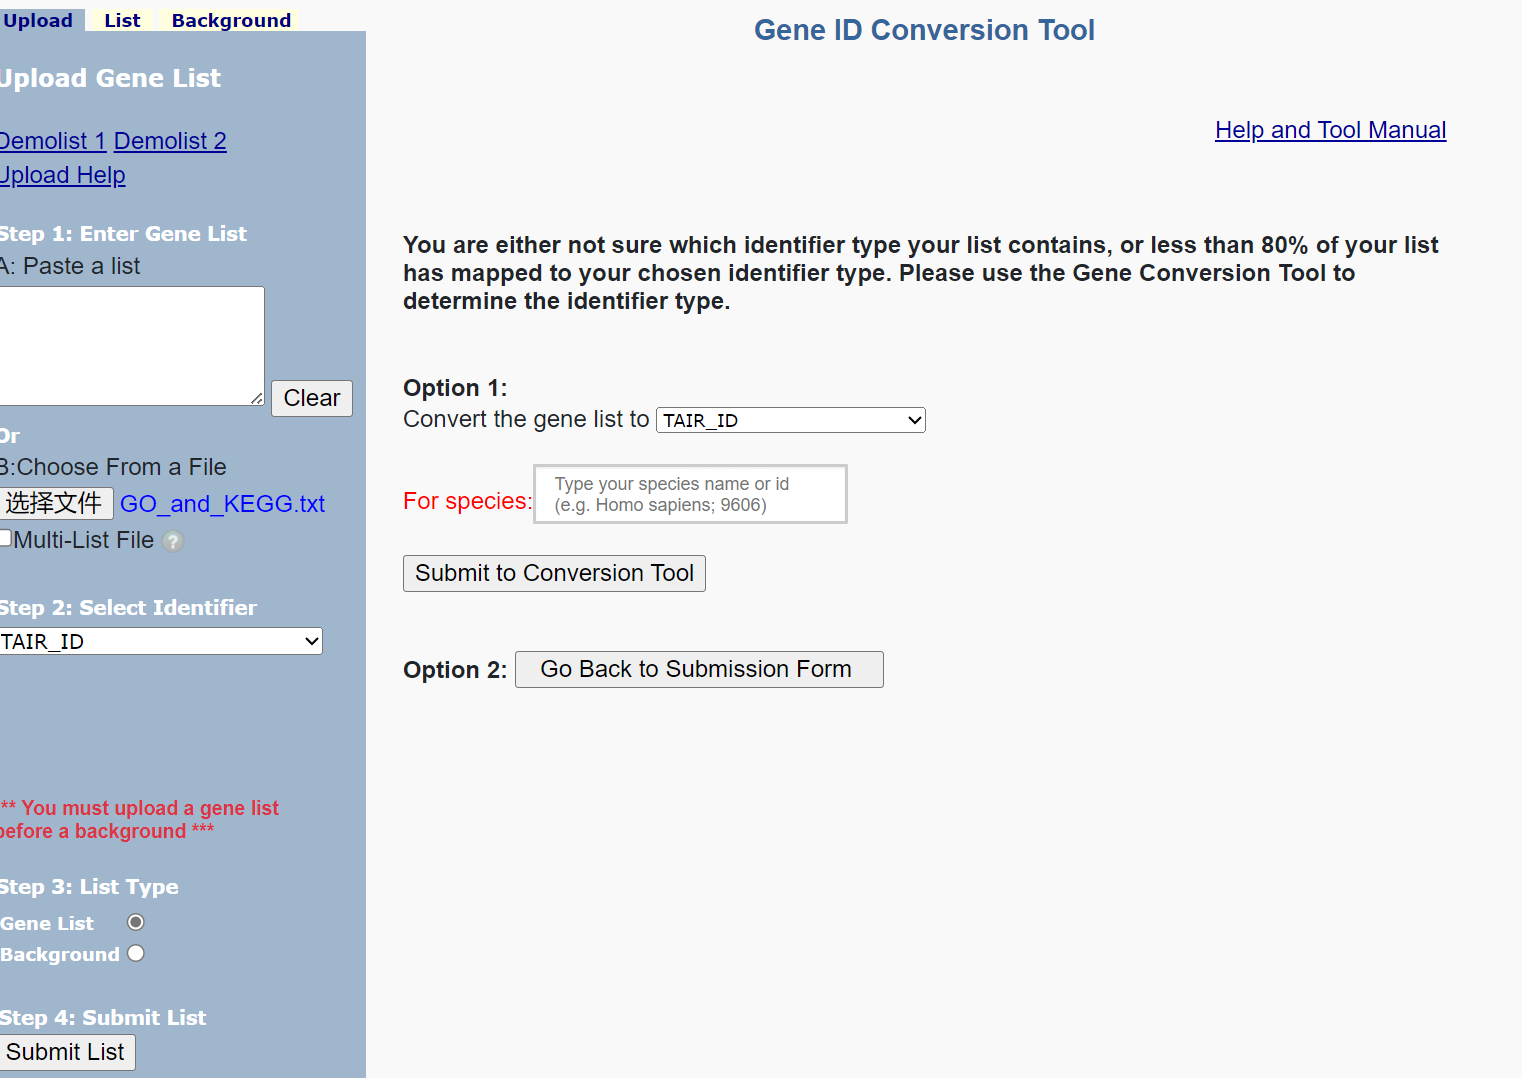 Upload List Background
Upload Gene List
Demolist 1 Demolist 2
Upload Help
Step 1: Enter Gene List
A: Paste a list
Clear
Or
B:Choose From a File
选择文件 GO_and_KEGG.txt
Multi-List File ?
Step 2: Select Identifier
TAIR_ID
** You must upload a gene list
before a background ***
Step 3: List Type
Gene List
Background
Step 4: Submit List
Submit List
Gene ID Conversion Tool
Help and Tool Manual
You are either not sure which identifier type your list contains, or less than 80% of your list
has mapped to your chosen identifier type. Please use the Gene Conversion Tool to
determine the identifier type.
Option 1:
Convert the gene list to TAIR_ID
For species: Type your species name or id
(e.g. Homo sapiens; 9606)
Submit to Conversion Tool
Option 2: Go Back to Submission Form